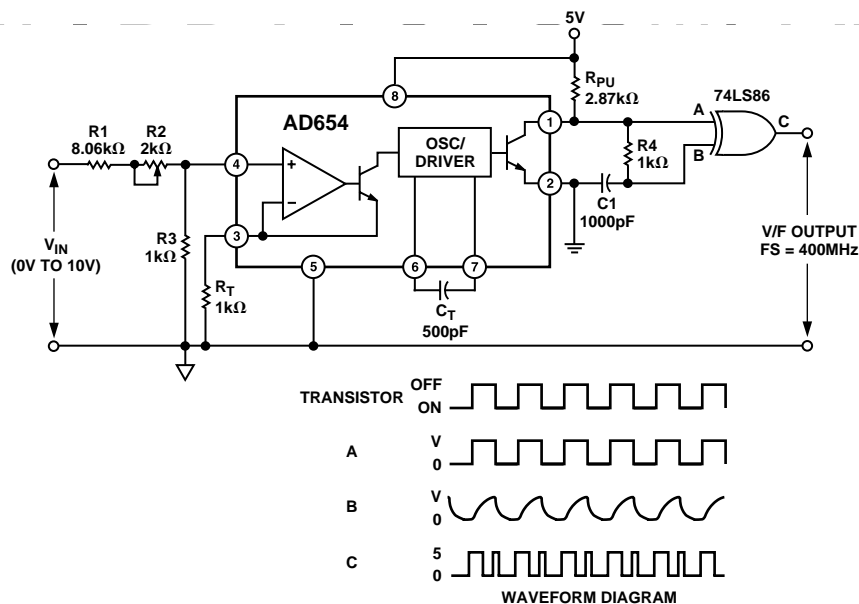 5V
RPU
2.87kΩ
74LS86
8
AD654
R1
8.06kΩ
R2
2kΩ
OSC/
DRIVER
1
A
C
R4
1kΩ
B
4
+
2
C1
1000pF
–
3
VIN
(0V TO 10V)
R3
1kΩ
RT
1kΩ
5
6
7
CT
500pF
V/F OUTPUT
FS = 400MHz
TRANSISTOR
OFF
ON
A
V
0
B
V
0
C
5
0
WAVEFORM DIAGRAM